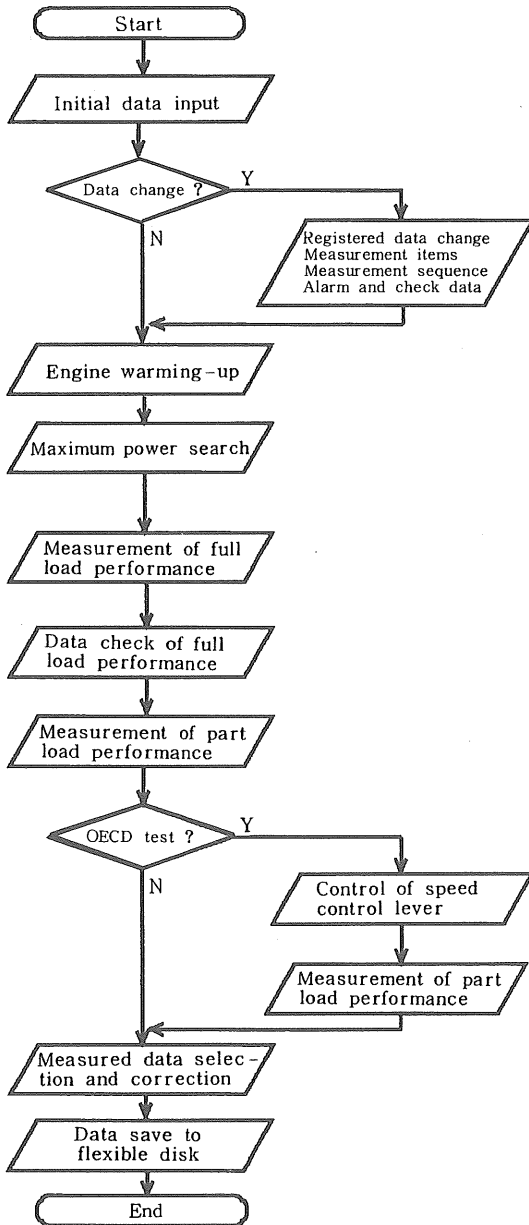 Start
Initial data input
Data change ?
Y
N
Registered data change
Measurement items
Measurement sequence
Alarm and check data
Engine warming-up
Maximum power search
Measurement of full
load performance
Data check of full
load performance
Measurement of part
load performance
OECD test ?
Y
N
Control of speed
control lever
Measurement of part
load performance
Measured data selec-
tion and correction
Data save to
flexible disk
End